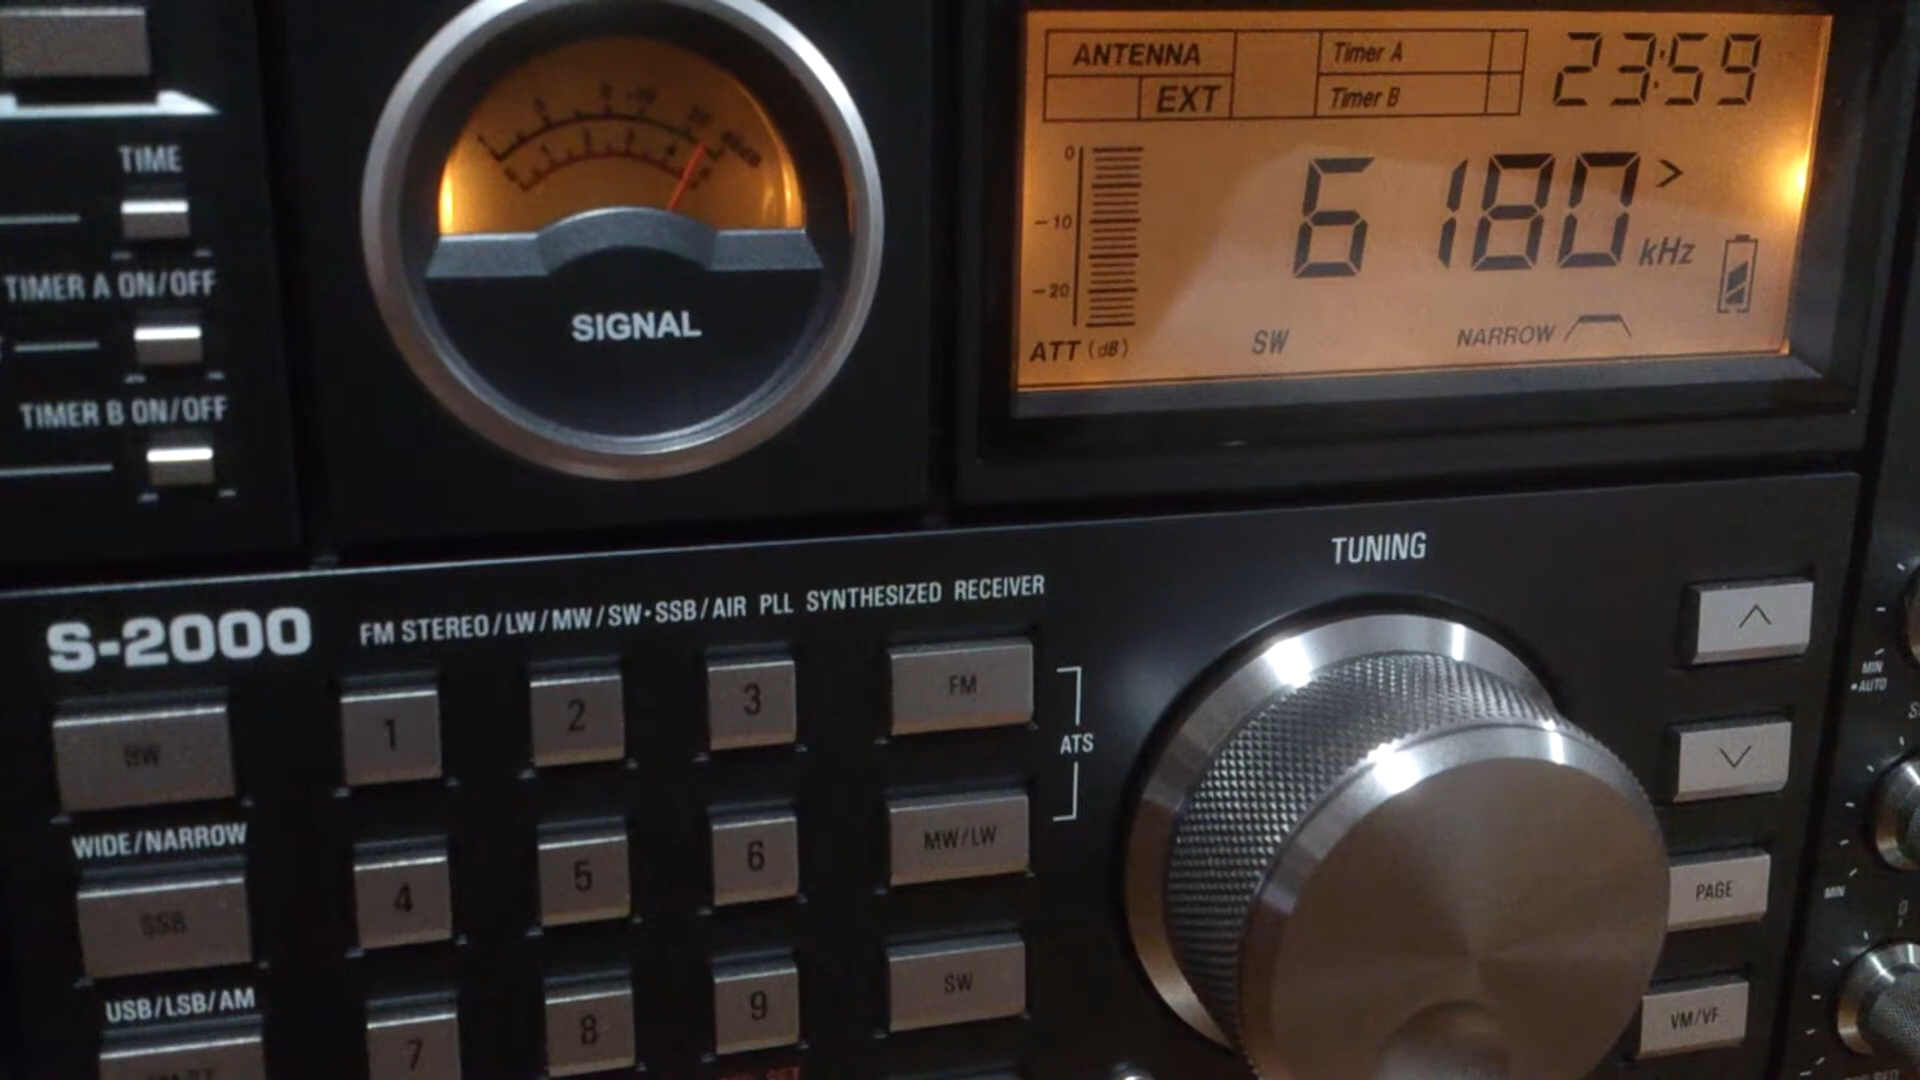 TIME
TIMER A ON/OFF
TIMER B ON/OFF
SIGNAL
ANTENNA
EXT
Timer A
Timer B
23:59
0
-10
-20
ATT (dB)
6180 kHz
SW
NARROW
S-2000
FM STEREO/LW/MW/SW•SSB/AIR PLL SYNTHESIZED RECEIVER
TUNING
BW
1
2
3
FM
ATS
WIDE/NARROW
SSB
4
5
6
MW/LW
USB/LSB/AM
7
8
9
SW
PAGE
VM/VF
MIN
•AUTO
MIN